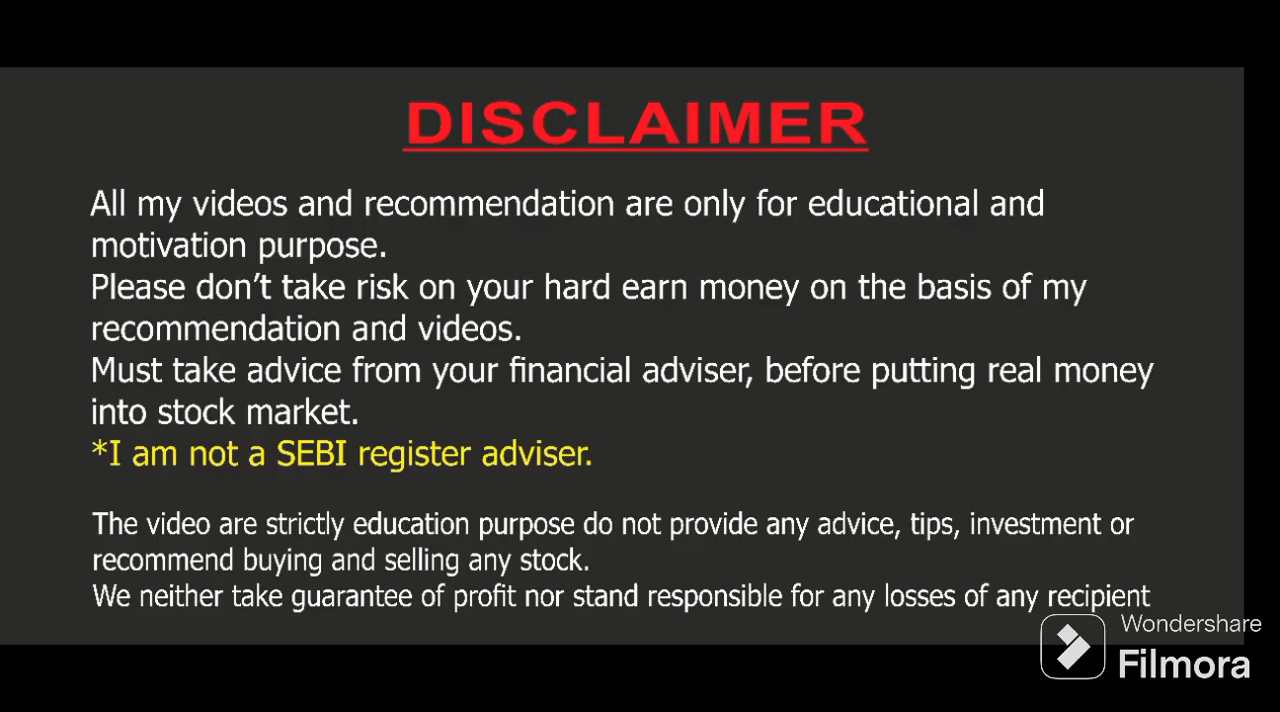 DISCLAIMER
All my videos and recommendation are only for educational and
motivation purpose.
Please don’t take risk on your hard earn money on the basis of my
recommendation and videos.
Must take advice from your financial adviser, before putting real money
into stock market.
*I am not a SEBI register adviser.
The video are strictly education purpose do not provide any advice, tips, investment or
recommend buying and selling any stock.
We neither take guarantee of profit nor stand responsible for any losses of any recipient
Wondershare
Filmora